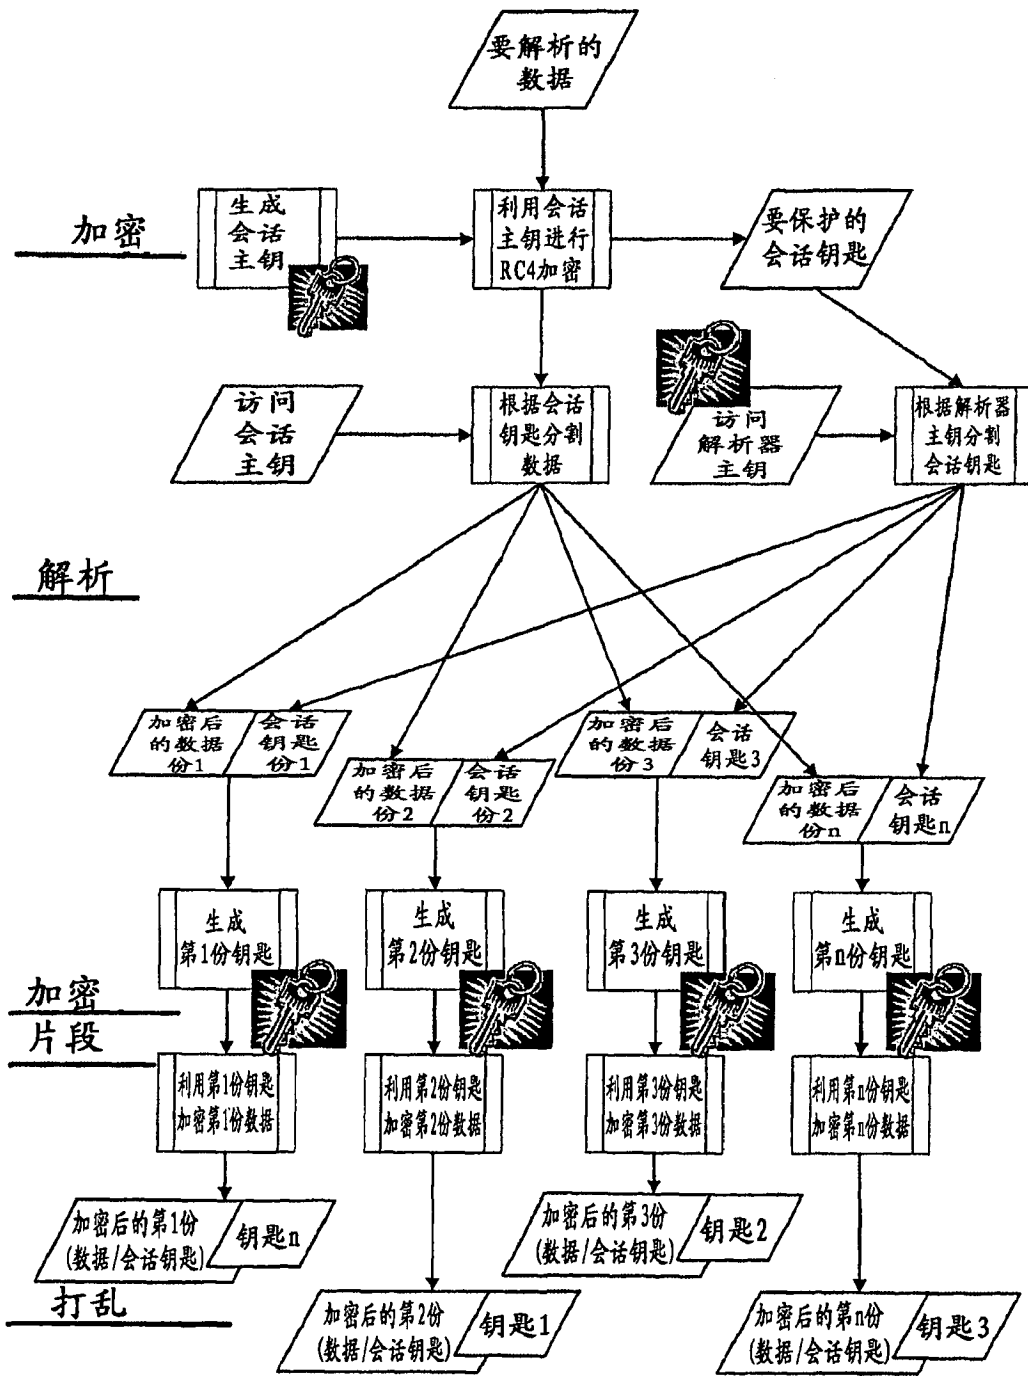 要解析的
数据
加密
生成
会话
主钥
利用会话
主钥进行
RC4加密
要保护的
会话钥匙
访问
会话
主钥
根据会话
钥匙分割
数据
访问
解析器
主钥
根据解析器
主钥分割
会话钥匙
解析
加密后
的数据
份1
会话
钥匙
份1
加密后
的数据
份2
会话
钥匙
份2
加密后
的数据
份3
会话
钥匙3
加密后
的数据
份n
会话
钥匙n
生成
第1份钥匙
生成
第2份钥匙
生成
第3份钥匙
生成
第n份钥匙
加密
片段
利用第1份钥匙
加密第1份数据
利用第2份钥匙
加密第2份数据
利用第3份钥匙
加密第3份数据
利用第n份钥匙
加密第n份数据
加密后的第1份
(数据/会话钥匙)
钥匙n
加密后的第3份
(数据/会话钥匙)
钥匙2
打乱
加密后的第2份
(数据/会话钥匙)
钥匙1
加密后的第n份
(数据/会话钥匙)
钥匙3